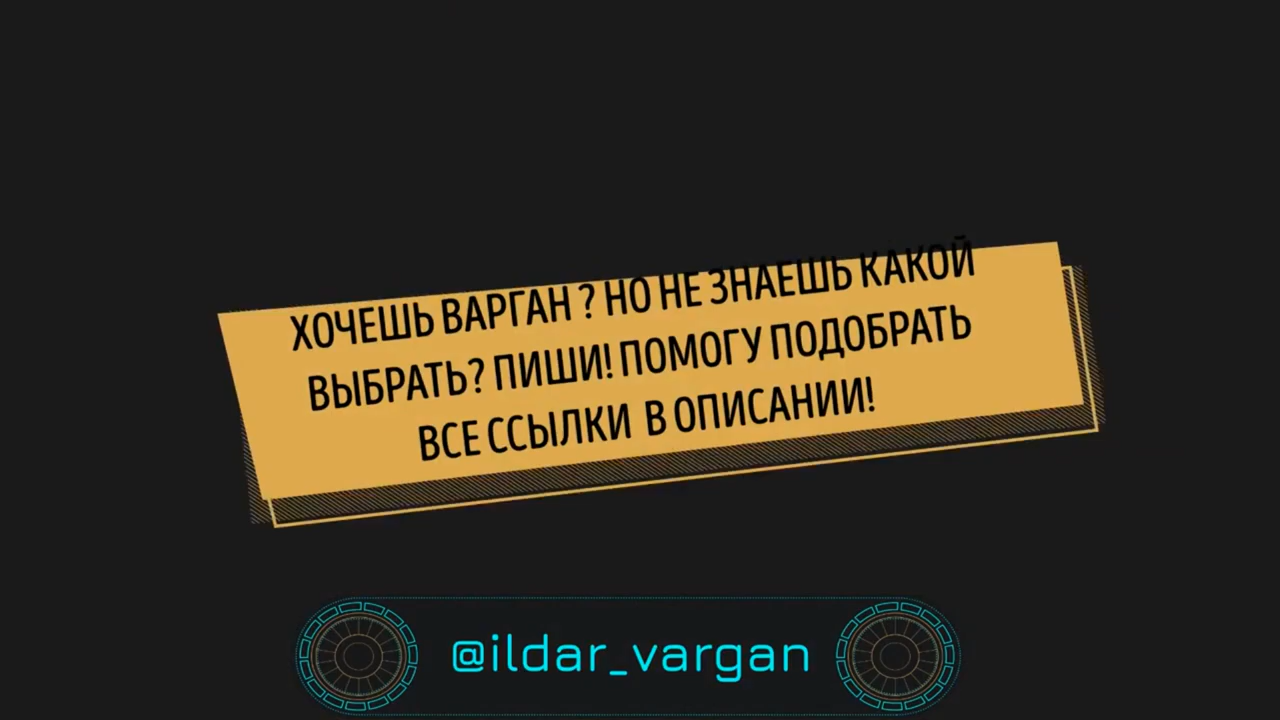 ХОЧЕШЬ ВАРГАН ? НО НЕ ЗНАЕШЬ КАКОЙ
ВЫБРАТЬ? ПИШИ! ПОМОГУ ПОДОБРАТЬ
ВСЕ ССЫЛКИ В ОПИСАНИИ!
@ildar_vargan